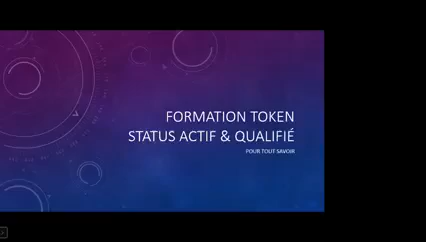 FORMATION TOKEN
STATUS ACTIF & QUALIFIÉ
POUR TOUT SAVOIR